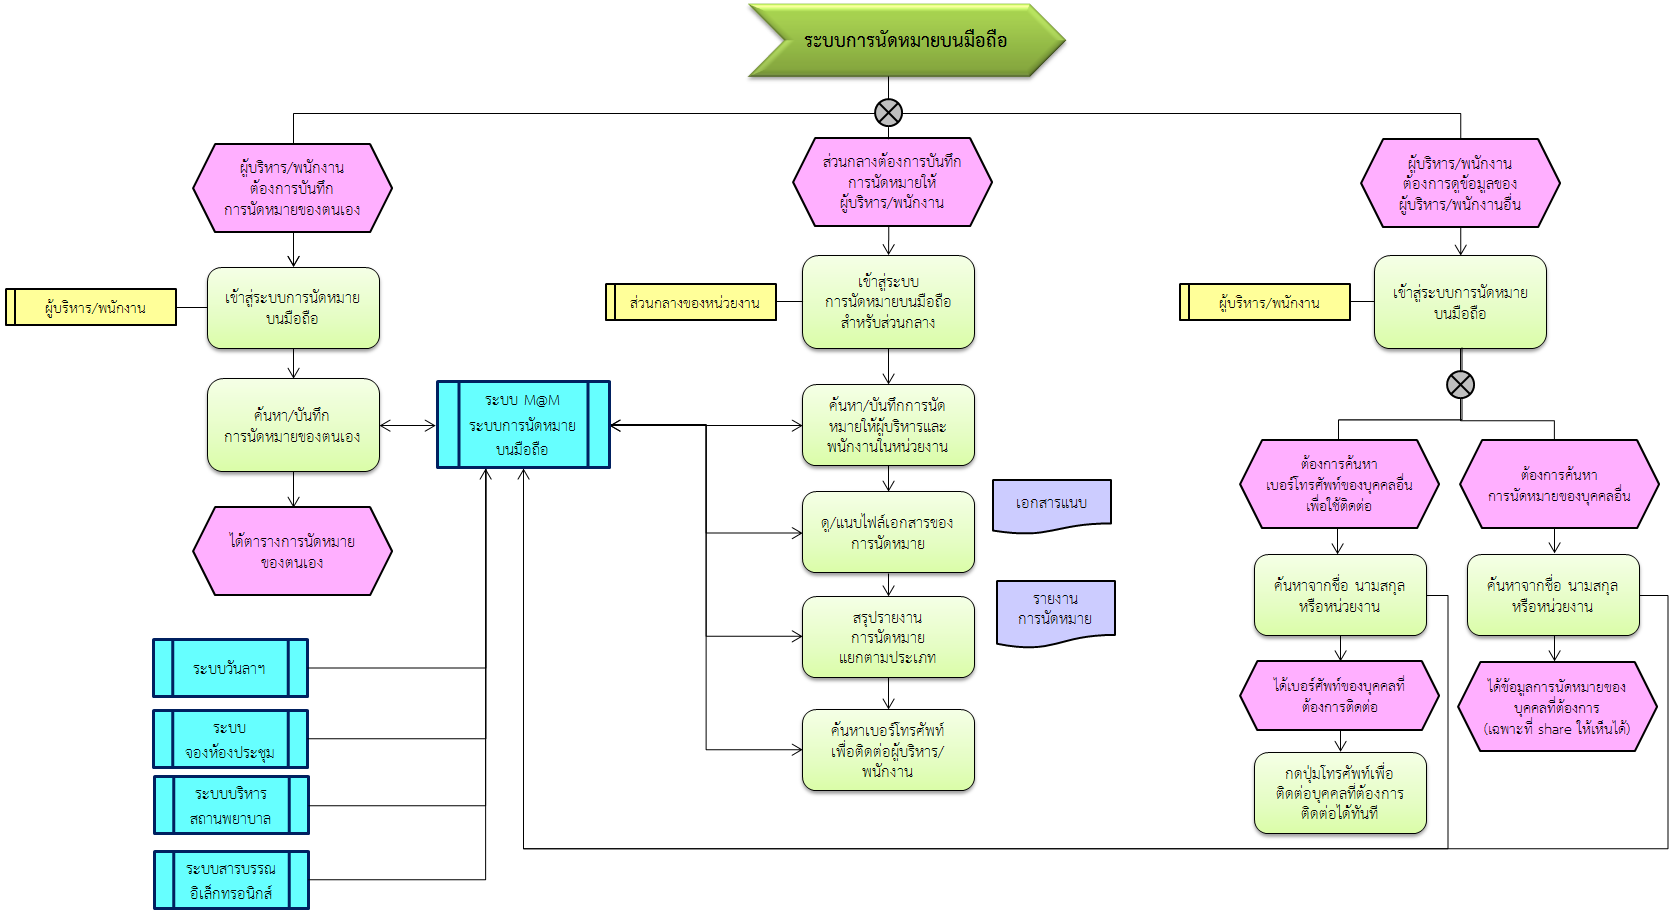 ระบบการนัดหมายบนมือถือ
ผู้บริหาร/พนักงาน
ต้องการบันทึก
การนัดหมายของตนเอง
ผู้บริหาร/พนักงาน
เข้าสู่ระบบการนัดหมาย
บนมือถือ
ค้นหา/บันทึก
การนัดหมายของตนเอง
ได้ตารางการนัดหมาย
ของตนเอง
ระบบ M@M
ระบบการนัดหมาย
บนมือถือ
ระบบวันลาฯ
ระบบ
จองห้องประชุม
ระบบบริหาร
สถานพยาบาล
ระบบสารบรรณ
อิเล็กทรอนิกส์
ส่วนกลางต้องการบันทึก
การนัดหมายให้
ผู้บริหาร/พนักงาน
ส่วนกลางของหน่วยงาน
เข้าสู่ระบบ
การนัดหมายบนมือถือ
สำหรับส่วนกลาง
ค้นหา/บันทึกการนัด
หมายให้ผู้บริหารและ
พนักงานในหน่วยงาน
ดู/แนบไฟล์เอกสารของ
การนัดหมาย
เอกสารแนบ
สรุปรายงาน
การนัดหมาย
แยกตามประเภท
รายงาน
การนัดหมาย
ค้นหาเบอร์โทรศัพท์
เพื่อติดต่อผู้บริหาร/
พนักงาน
ผู้บริหาร/พนักงาน
ต้องการดูข้อมูลของ
ผู้บริหาร/พนักงานอื่น
ผู้บริหาร/พนักงาน
เข้าสู่ระบบการนัดหมาย
บนมือถือ
ต้องการค้นหา
เบอร์โทรศัพท์ของบุคคลอื่น
เพื่อใช้ติดต่อ
ค้นหาจากชื่อ นามสกุล
หรือหน่วยงาน
ได้เบอร์ศัพท์ของบุคคลที่
ต้องการติดต่อ
กดปุ่มโทรศัพท์เพื่อ
ติดต่อบุคคลที่ต้องการ
ติดต่อได้ทันที
ต้องการค้นหา
การนัดหมายของบุคคลอื่น
ค้นหาจากชื่อ นามสกุล
หรือหน่วยงาน
ได้ข้อมูลการนัดหมายของ
บุคคลที่ต้องการ
(เฉพาะที่ share ให้เห็นได้)